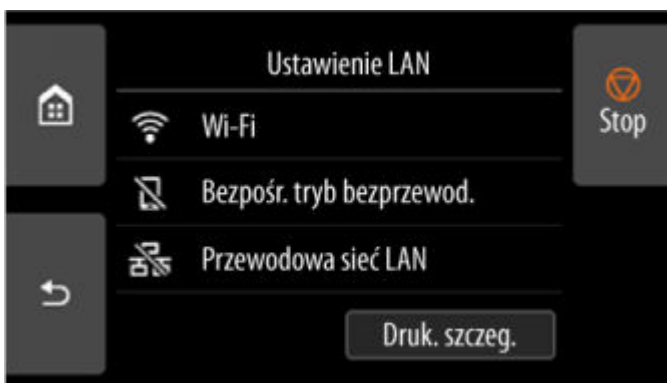 Ustawienie LAN
Stop
Wi-Fi
Bezpośr. tryb bezprzewod.
Przewodowa sieć LAN
Druk. szczeg.